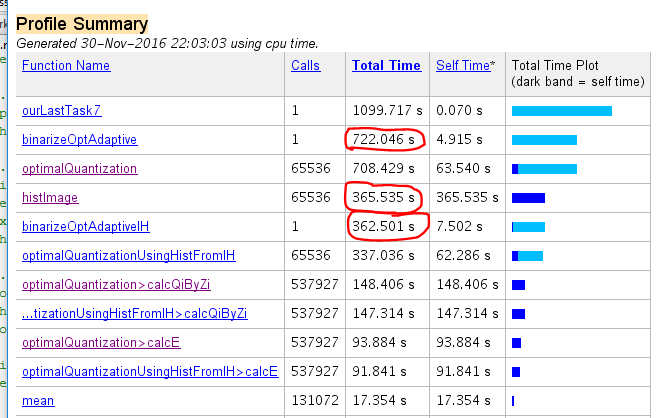 Profile Summary
Generated 30-Nov-2016 22:03:03 using cpu time.
Function Name Calls Total Time Self Time* Total Time Plot
(dark band = self time)
ourLastTask7 1 1099.717 s 0.070 s
binarizeOptAdaptive 1 722.046 s 4.915 s
optimalQuantization 65536 708.429 s 63.540 s
histImage 65536 365.535 s 365.535 s
binarizeOptAdaptiveIH 1 362.501 s 7.502 s
optimalQuantizationUsingHistFromIH 65536 337.036 s 62.286 s
optimalQuantization>calcQiByZi 537927 148.406 s 148.406 s
...tizationUsingHistFromIH>calcQiByZi 537927 147.314 s 147.314 s
optimalQuantization>calcE 537927 93.884 s 93.884 s
optimalQuantizationUsingHistFromIH>calcE 537927 91.841 s 91.841 s
mean 131072 17.354 s 17.354 s